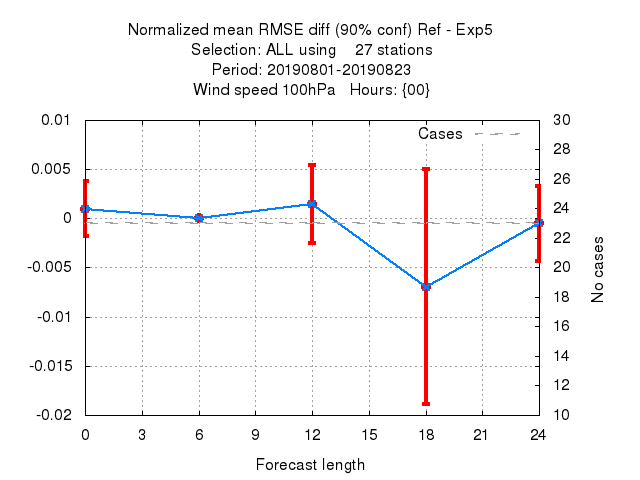 Normalized mean RMSE diff (90% conf) Ref - Exp5
Selection: ALL using    27 stations
Period: 20190801-20190823
Wind speed 100hPa   Hours: {00}
0.01
0.005
0
-0.005
-0.01
-0.015
-0.02
Cases
30
28
26
24
22
20
18
16
14
12
10
No cases
0 3 6 9 12 15 18 21 24
Forecast length